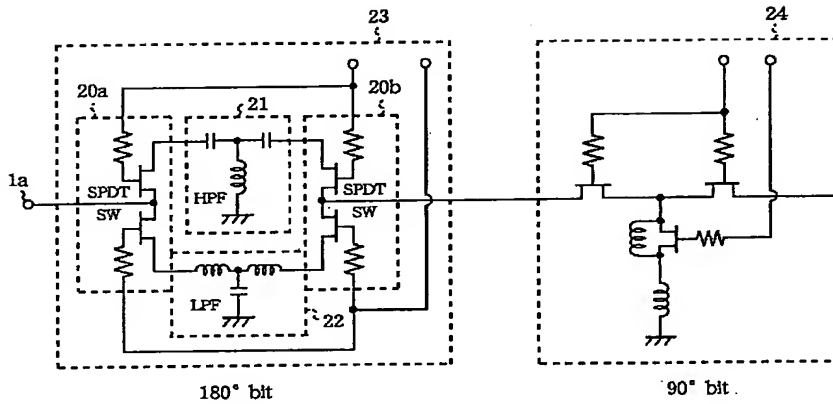 23
24
20a
21
20b
1a
SPDT
SW
HPF
SPDT
SW
LPF
22
180° bit
90° bit